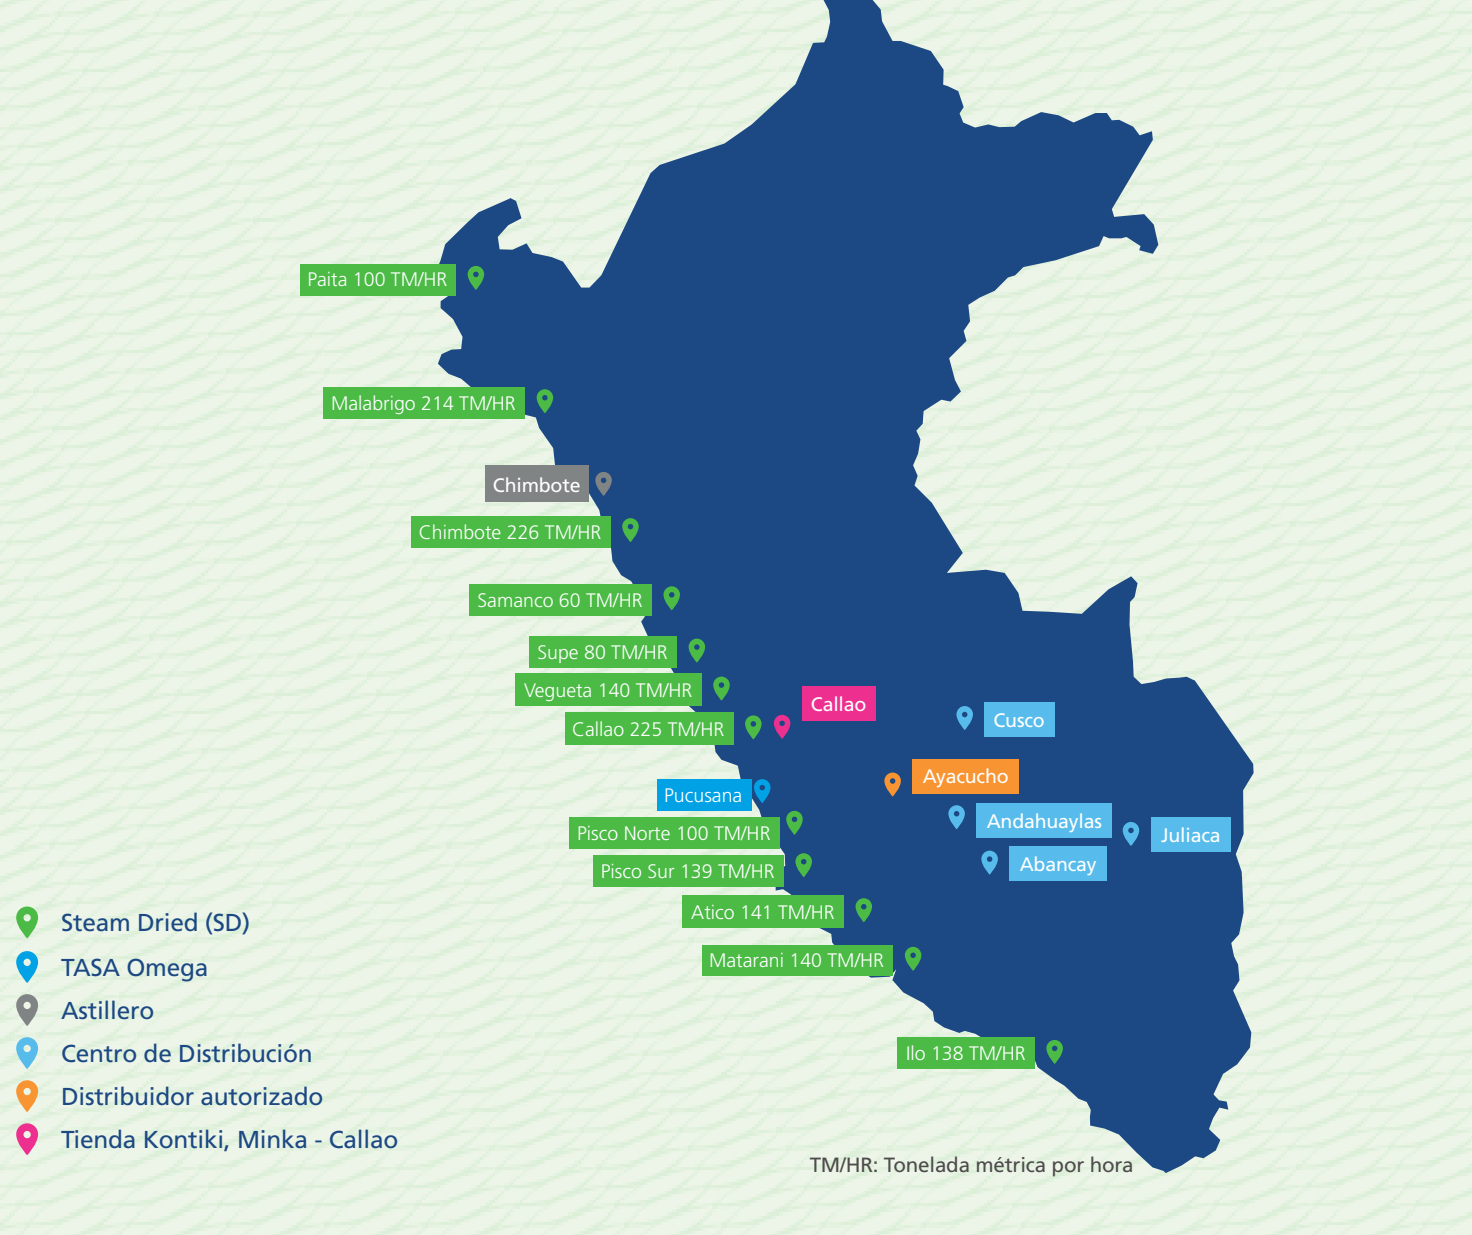 Paita 100 TM/HR
Malabrigo 214 TM/HR
Chimbote
Chimbote 226 TM/HR
Samanco 60 TM/HR
Supe 80 TM/HR
Vegueta 140 TM/HR
Callao
Callao 225 TM/HR
Cusco
Pucusana
Ayacucho
Pisco Norte 100 TM/HR
Andahuaylas
Juliaca
Pisco Sur 139 TM/HR
Abancay
Atico 141 TM/HR
Matarani 140 TM/HR
Ilo 138 TM/HR
Steam Dried (SD)
TASA Omega
Astillero
Centro de Distribución
Distribuidor autorizado
Tienda Kontiki, Minka - Callao
TM/HR: Tonelada métrica por hora